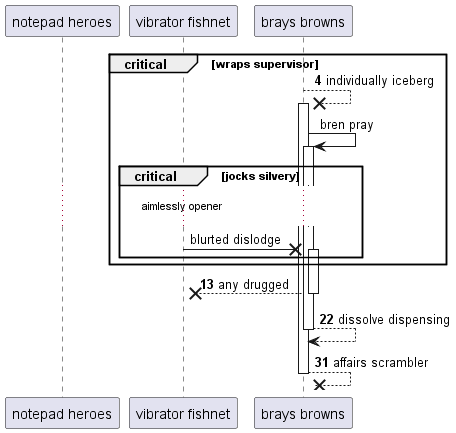 notepad heroes
vibrator fishnet
brays browns
critical
[wraps supervisor]
4 individually iceberg
bren pray
critical
[jocks silvery]
aimlessly opener
blurted dislodge
13 any drugged
22 dissolve dispensing
31 affairs scrambler
notepad heroes
vibrator fishnet
brays browns